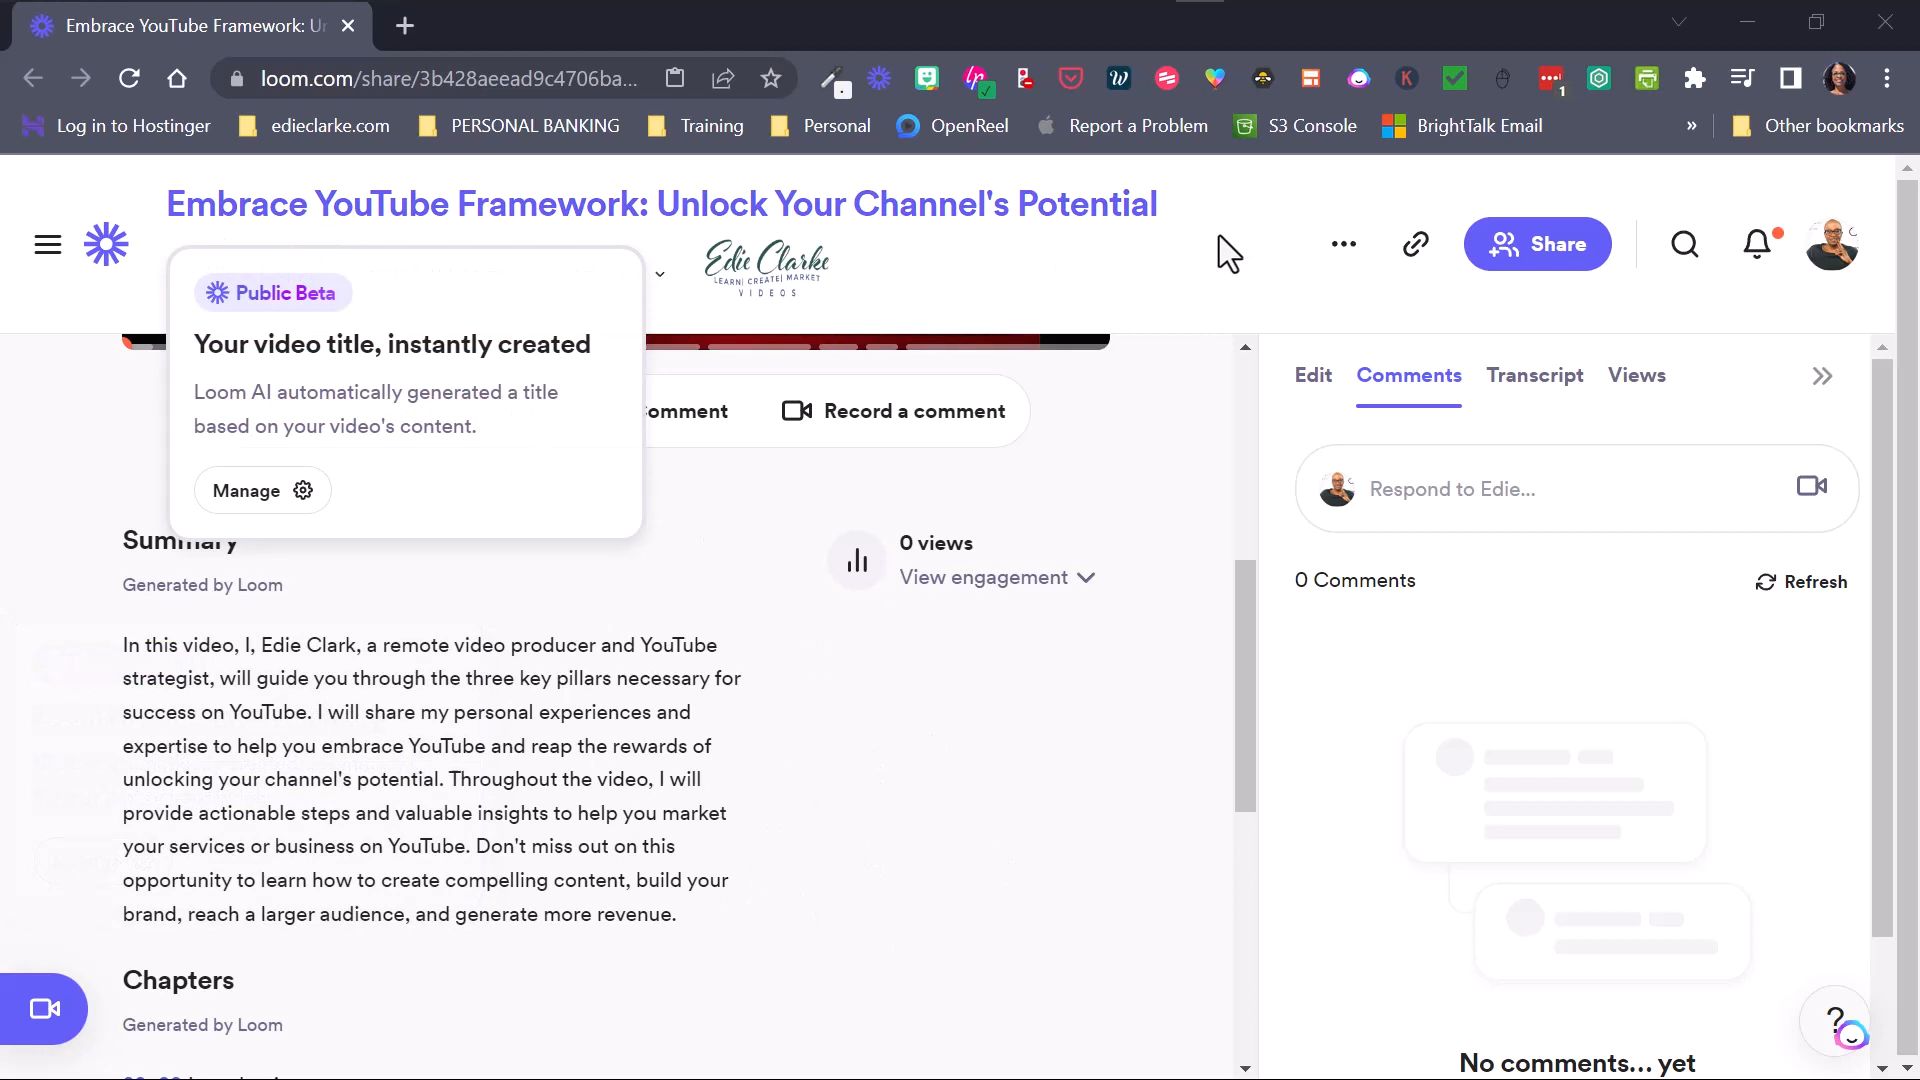 Embrace YouTube Framework: Ur
loom.com/share/3b428aeead9c4706ba...
1
Log in to Hostinger
edieclarke.com
PERSONAL BANKING
Training
Personal
OpenReel
Report a Problem
S3 Console
BrightTalk Email
»
Other bookmarks
Embrace YouTube Framework: Unlock Your Channel's Potential
Edie Clarke
LEARN| CREATE| MARKET
VIDEOS
Share
Public Beta
Your video title, instantly created
Loom AI automatically generated a title
based on your video's content.
Manage
omment
Record a comment
Edit
Comments
Transcript
Views
Respond to Edie...
0 Comments
Refresh
Summary
Generated by Loom
0 views
View engagement
In this video, I, Edie Clark, a remote video producer and YouTube
strategist, will guide you through the three key pillars necessary for
success on YouTube. I will share my personal experiences and
expertise to help you embrace YouTube and reap the rewards of
unlocking your channel's potential. Throughout the video, I will
provide actionable steps and valuable insights to help you market
your services or business on YouTube. Don't miss out on this
opportunity to learn how to create compelling content, build your
brand, reach a larger audience, and generate more revenue.
Chapters
Generated by Loom
No comments... yet
?